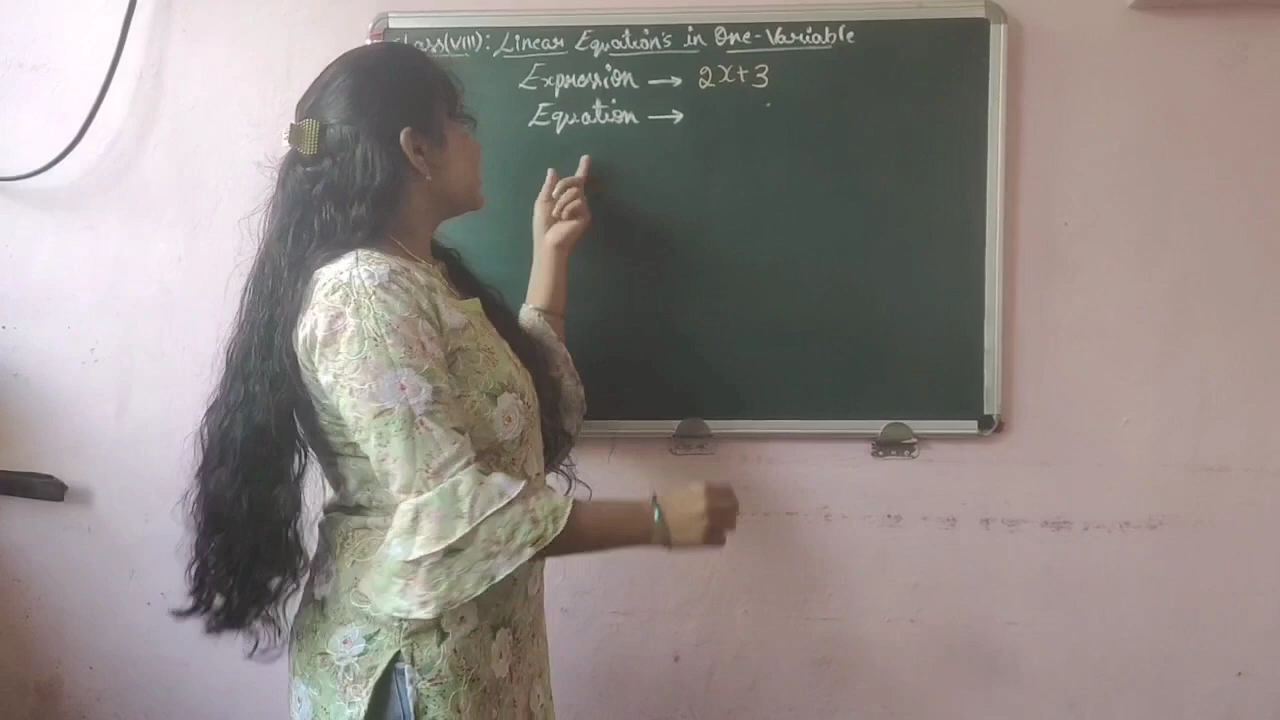 Class(VIII): Linear Equation's in One-Variable
Expression → 2x+3
Equation →